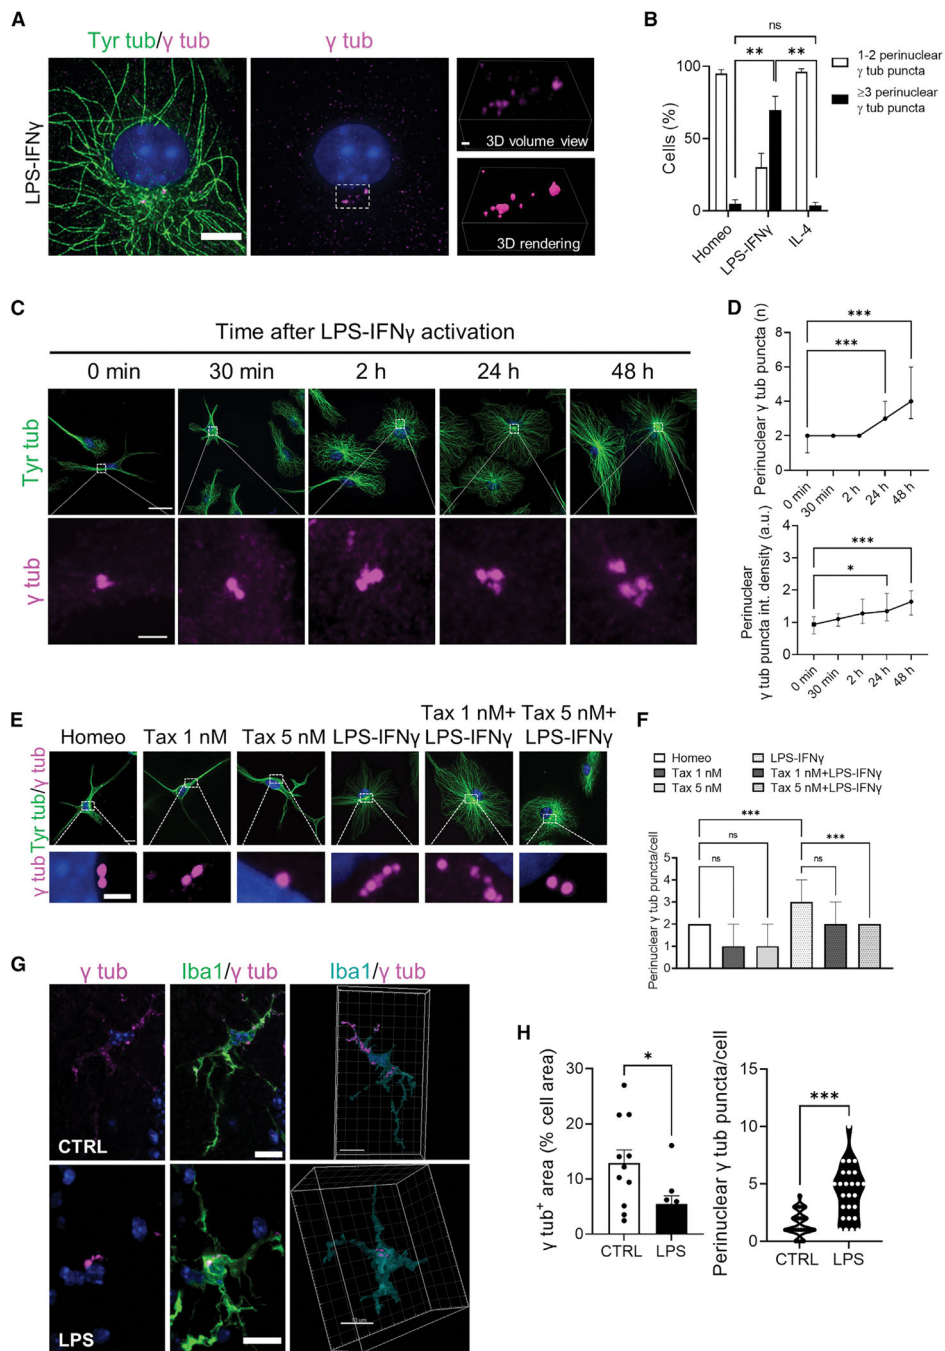 A
Tyr tub/γ tub
γ tub
LPS-IFNγ
3D volume view
3D rendering
B
ns
**
**
1-2 perinuclear
γ tub puncta
≥3 perinuclear
γ tub puncta
Cells (%)
100
50
0
Homeo
LPS-IFNγ
IL-4
C
Time after LPS-IFNγ activation
0 min
30 min
2 h
24 h
48 h
Tyr tub
γ tub
D
Perinuclear γ tub puncta (n)
8
6
4
2
0
***
***
0 min
30 min
2 h
24 h
48 h
Perinuclear
γ tub puncta int. density (a.u.)
4
3
2
1
0
***
*
0 min
30 min
2 h
24 h
48 h
E
Homeo
Tax 1 nM
Tax 5 nM
LPS-IFNγ
Tax 1 nM+
LPS-IFNγ
Tax 5 nM+
LPS-IFNγ
Tyr tub/γ tub
γ tub
F
Homeo
LPS-IFNγ
Tax 1 nM
Tax 1 nM+LPS-IFNγ
Tax 5 nM
Tax 5 nM+LPS-IFNγ
Perinuclear γ tub puncta/cell
5
4
3
2
1
0
***
***
ns
ns
ns
G
γ tub
Iba1/γ tub
Iba1/γ tub
CTRL
LPS
H
γ tub+ area (% cell area)
30
20
10
0
*
CTRL
LPS
Perinuclear γ tub puncta/cell
15
10
5
0
***
CTRL
LPS